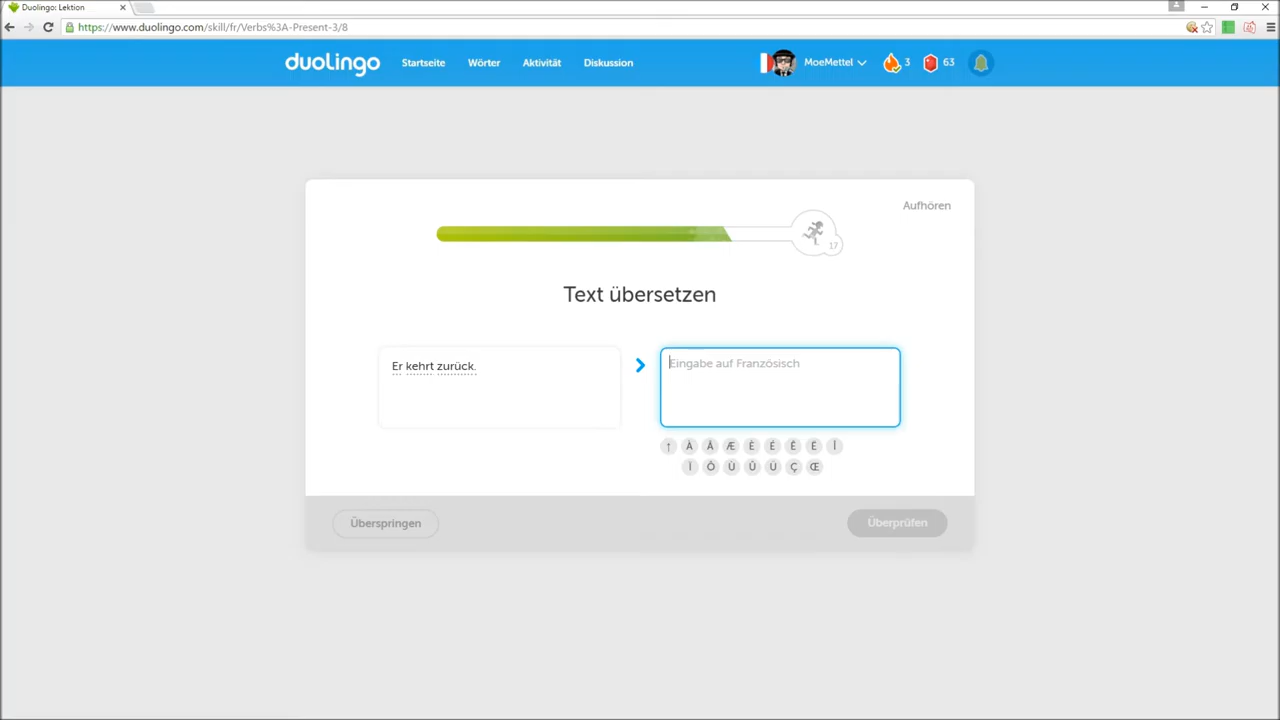 Duolingo: Lektion
https://www.duolingo.com/skill/fr/Verbs%3A-Present-3/8
duolingo
Startseite
Wörter
Aktivität
Diskussion
MoeMettel
3
63
Aufhören
17
Text übersetzen
Er kehrt zurück.
Eingabe auf Französisch
↑ À Â Æ È É Ê Ë Î
Ï Ô Ù Û Ü Ç Œ
Überspringen
Überprüfen